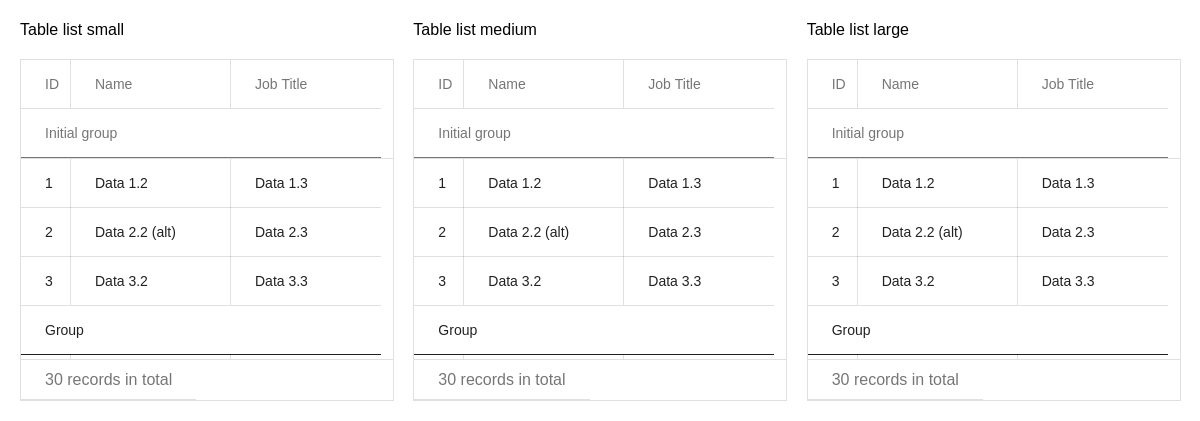 Table list small
ID Name Job Title
Initial group
1 Data 1.2 Data 1.3
2 Data 2.2 (alt) Data 2.3
3 Data 3.2 Data 3.3
Group
30 records in total
Table list medium
ID Name Job Title
Initial group
1 Data 1.2 Data 1.3
2 Data 2.2 (alt) Data 2.3
3 Data 3.2 Data 3.3
Group
30 records in total
Table list large
ID Name Job Title
Initial group
1 Data 1.2 Data 1.3
2 Data 2.2 (alt) Data 2.3
3 Data 3.2 Data 3.3
Group
30 records in total